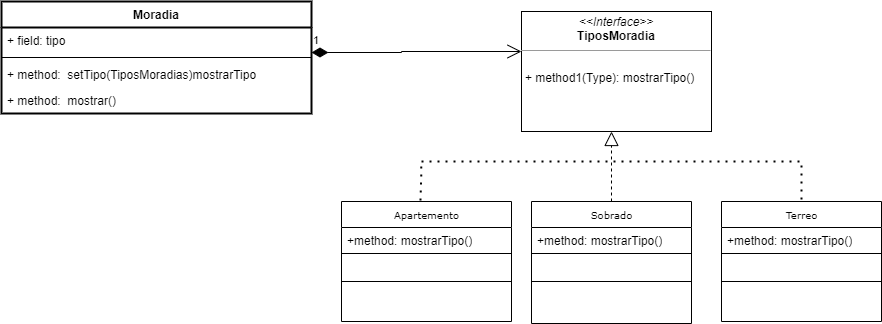 Moradia
+ field: tipo
+ method:  setTipo(TiposMoradias)mostrarTipo
+ method:  mostrar()
1
<<Interface>>
TiposMoradia
+ method1(Type): mostrarTipo()
Apartemento
+method: mostrarTipo()
Sobrado
+method: mostrarTipo()
Terreo
+method: mostrarTipo()